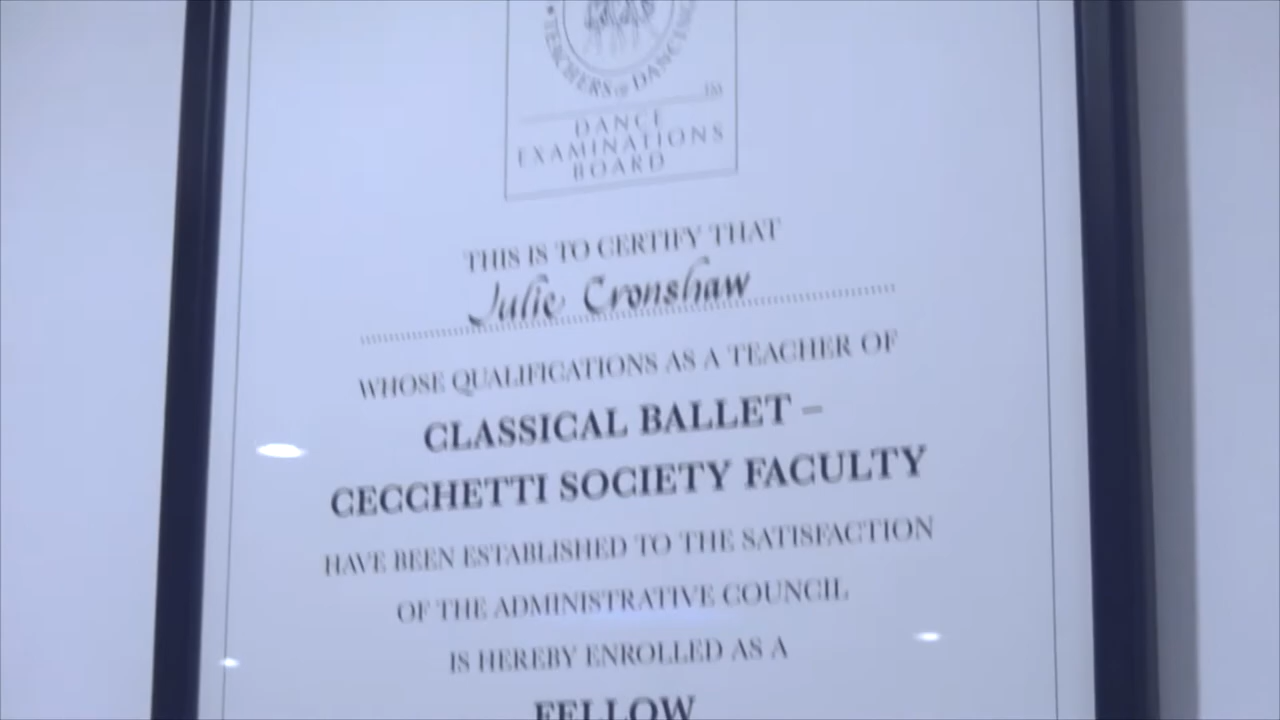 • TEACHERS OF DANCING
TM
DANCE
EXAMINATIONS
BOARD
THIS IS TO CERTIFY THAT
Julie Cronshaw
WHOSE QUALIFICATIONS AS A TEACHER OF
CLASSICAL BALLET –
CECCHETTI SOCIETY FACULTY
HAVE BEEN ESTABLISHED TO THE SATISFACTION
OF THE ADMINISTRATIVE COUNCIL
IS HEREBY ENROLLED AS A
FELLOW